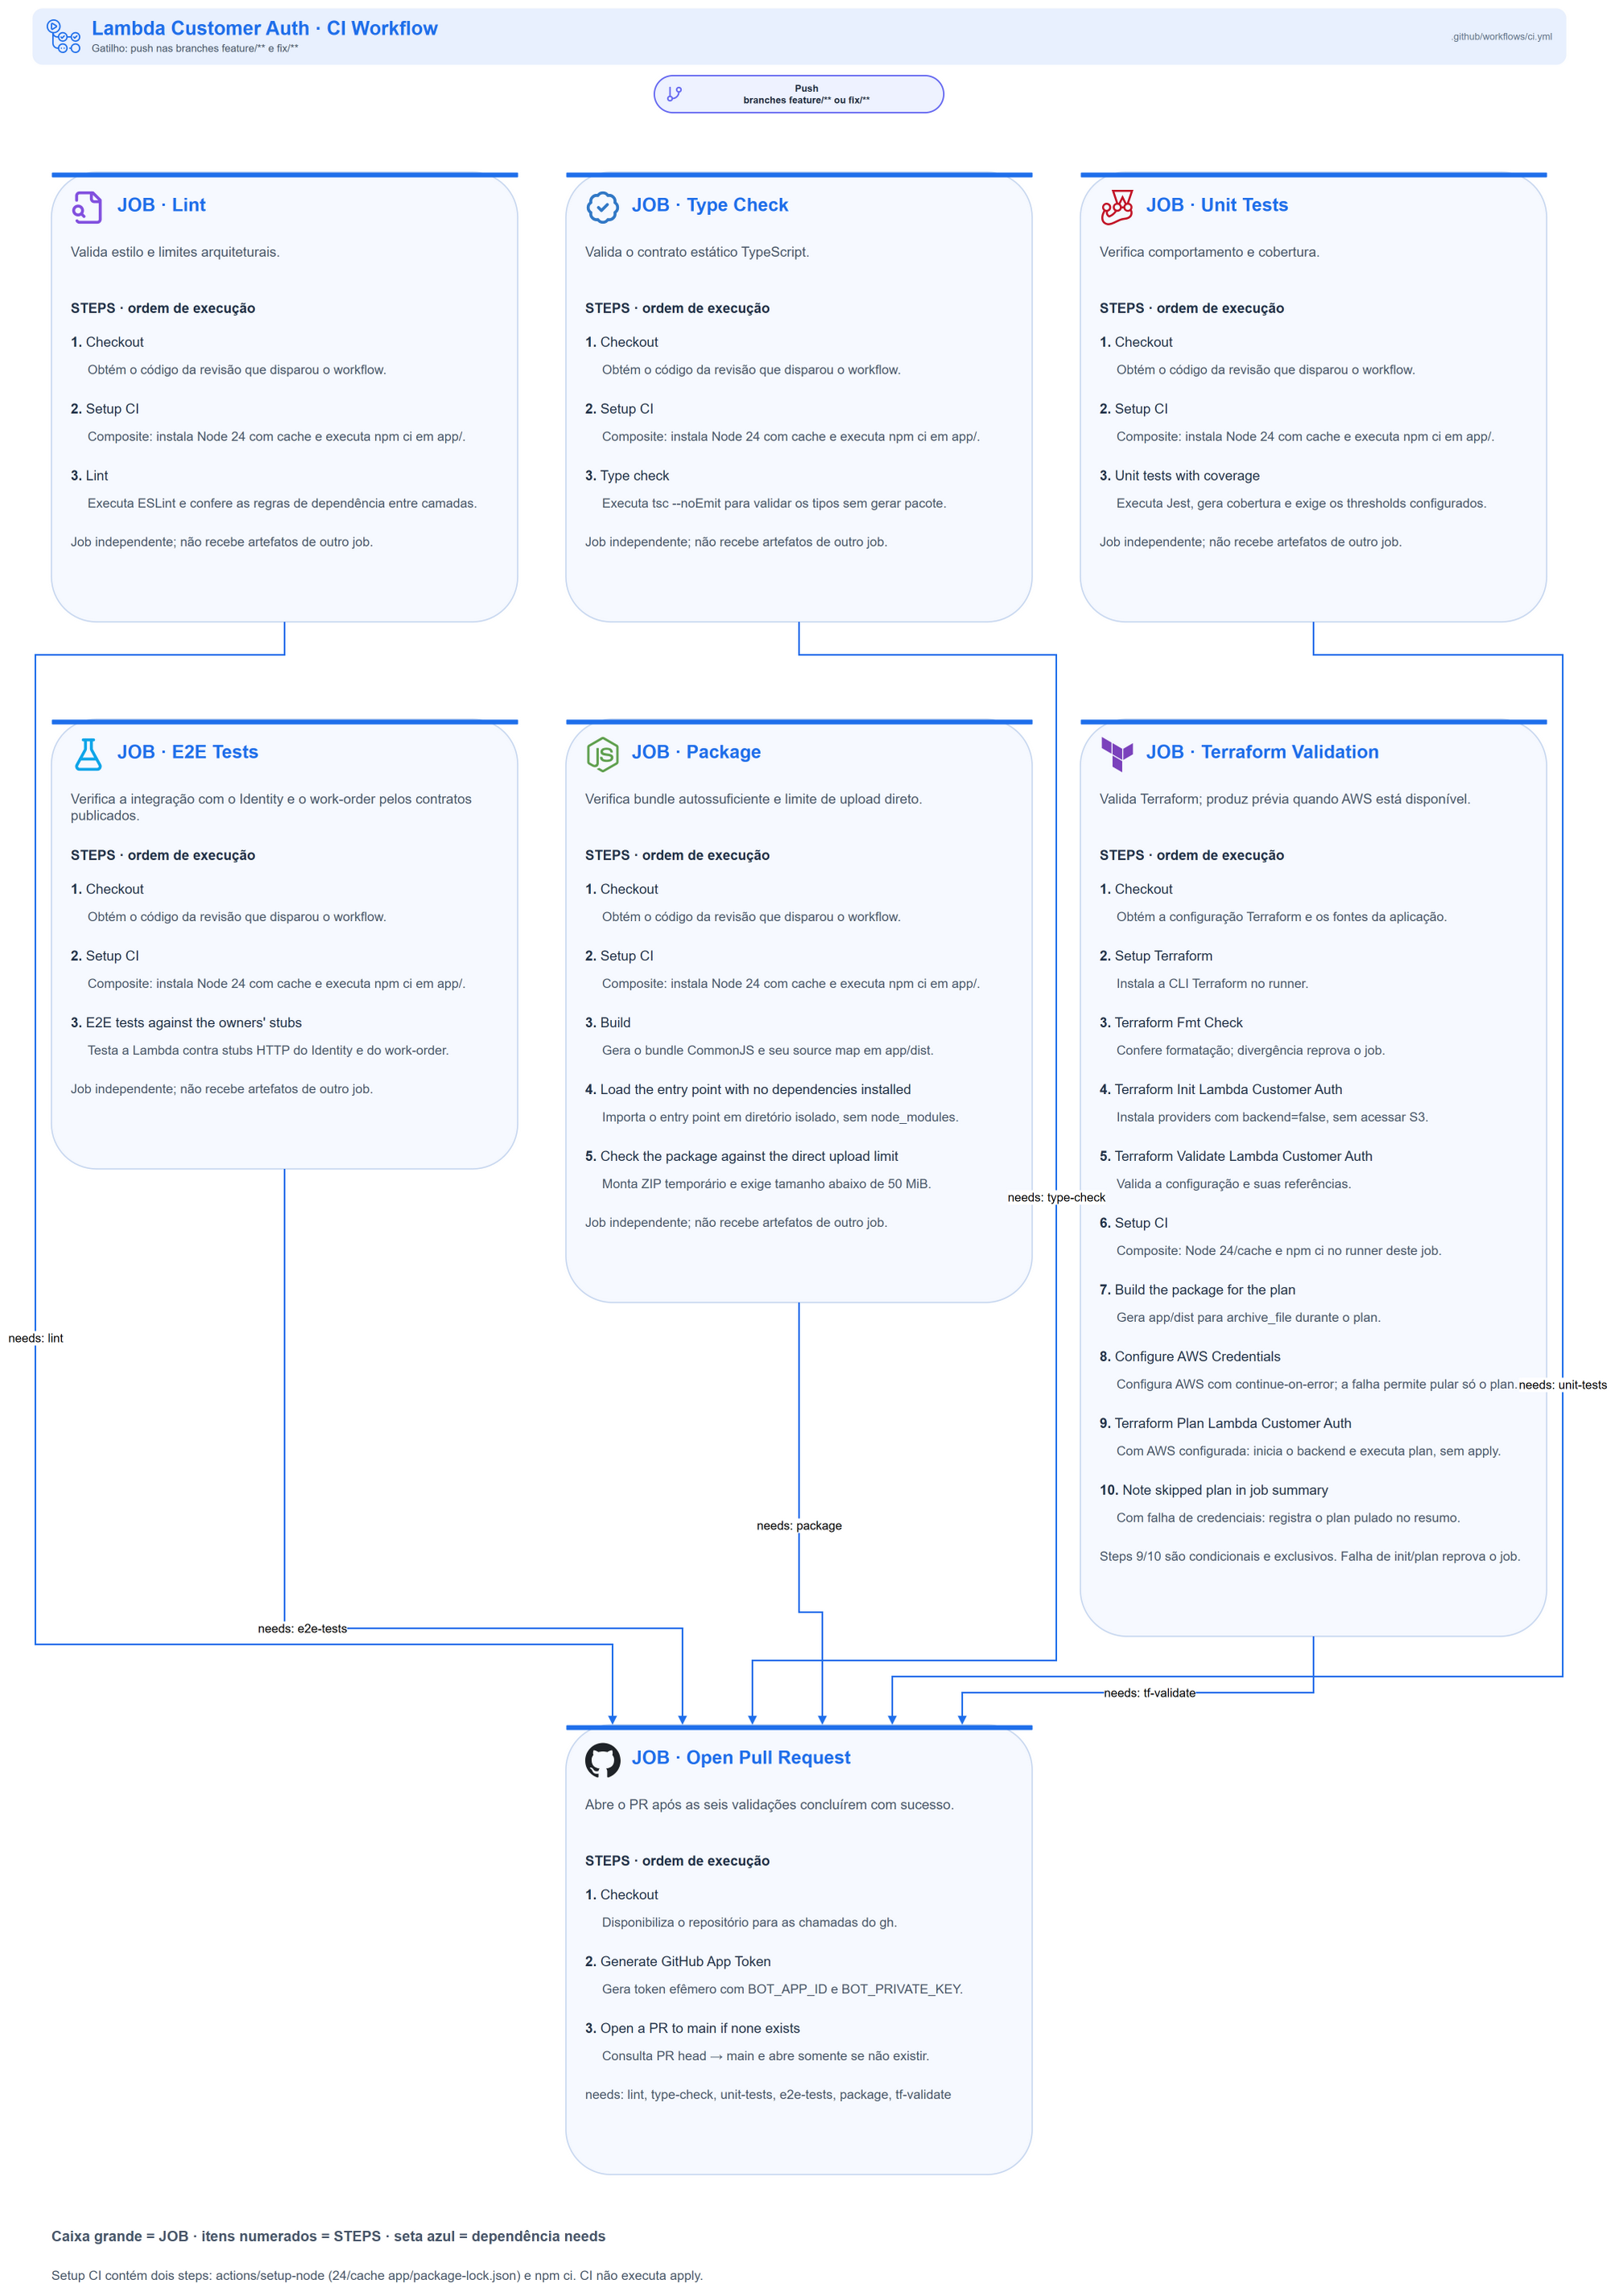 Lambda Customer Auth · CI Workflow
Gatilho: push nas branches feature/** e fix/**
.github/workflows/ci.yml
Push
branches feature/** ou fix/**
JOB · Lint
Valida estilo e limites arquiteturais.
STEPS · ordem de execução
1. Checkout
Obtém o código da revisão que disparou o workflow.
2. Setup CI
Composite: instala Node 24 com cache e executa npm ci em app/.
3. Lint
Executa ESLint e confere as regras de dependência entre camadas.
Job independente; não recebe artefatos de outro job.
JOB · Type Check
Valida o contrato estático TypeScript.
STEPS · ordem de execução
1. Checkout
Obtém o código da revisão que disparou o workflow.
2. Setup CI
Composite: instala Node 24 com cache e executa npm ci em app/.
3. Type check
Executa tsc --noEmit para validar os tipos sem gerar pacote.
Job independente; não recebe artefatos de outro job.
JOB · Unit Tests
Verifica comportamento e cobertura.
STEPS · ordem de execução
1. Checkout
Obtém o código da revisão que disparou o workflow.
2. Setup CI
Composite: instala Node 24 com cache e executa npm ci em app/.
3. Unit tests with coverage
Executa Jest, gera cobertura e exige os thresholds configurados.
Job independente; não recebe artefatos de outro job.
JOB · E2E Tests
Verifica a integração com o Identity e o work-order pelos contratos
publicados.
STEPS · ordem de execução
1. Checkout
Obtém o código da revisão que disparou o workflow.
2. Setup CI
Composite: instala Node 24 com cache e executa npm ci em app/.
3. E2E tests against the owners' stubs
Testa a Lambda contra stubs HTTP do Identity e do work-order.
Job independente; não recebe artefatos de outro job.
JOB · Package
Verifica bundle autossuficiente e limite de upload direto.
STEPS · ordem de execução
1. Checkout
Obtém o código da revisão que disparou o workflow.
2. Setup CI
Composite: instala Node 24 com cache e executa npm ci em app/.
3. Build
Gera o bundle CommonJS e seu source map em app/dist.
4. Load the entry point with no dependencies installed
Importa o entry point em diretório isolado, sem node_modules.
5. Check the package against the direct upload limit
Monta ZIP temporário e exige tamanho abaixo de 50 MiB.
Job independente; não recebe artefatos de outro job.
JOB · Terraform Validation
Valida Terraform; produz prévia quando AWS está disponível.
STEPS · ordem de execução
1. Checkout
Obtém a configuração Terraform e os fontes da aplicação.
2. Setup Terraform
Instala a CLI Terraform no runner.
3. Terraform Fmt Check
Confere formatação; divergência reprova o job.
4. Terraform Init Lambda Customer Auth
Instala providers com backend=false, sem acessar S3.
5. Terraform Validate Lambda Customer Auth
Valida a configuração e suas referências.
6. Setup CI
Composite: Node 24/cache e npm ci no runner deste job.
7. Build the package for the plan
Gera app/dist para archive_file durante o plan.
8. Configure AWS Credentials
Configura AWS com continue-on-error; a falha permite pular só o plan.
9. Terraform Plan Lambda Customer Auth
Com AWS configurada: inicia o backend e executa plan, sem apply.
10. Note skipped plan in job summary
Com falha de credenciais: registra o plan pulado no resumo.
Steps 9/10 são condicionais e exclusivos. Falha de init/plan reprova o job.
needs: type-check
needs: lint
needs: unit-tests
needs: package
needs: e2e-tests
needs: tf-validate
JOB · Open Pull Request
Abre o PR após as seis validações concluírem com sucesso.
STEPS · ordem de execução
1. Checkout
Disponibiliza o repositório para as chamadas do gh.
2. Generate GitHub App Token
Gera token efêmero com BOT_APP_ID e BOT_PRIVATE_KEY.
3. Open a PR to main if none exists
Consulta PR head → main e abre somente se não existir.
needs: lint, type-check, unit-tests, e2e-tests, package, tf-validate
Caixa grande = JOB · itens numerados = STEPS · seta azul = dependência needs
Setup CI contém dois steps: actions/setup-node (24/cache app/package-lock.json) e npm ci. CI não executa apply.